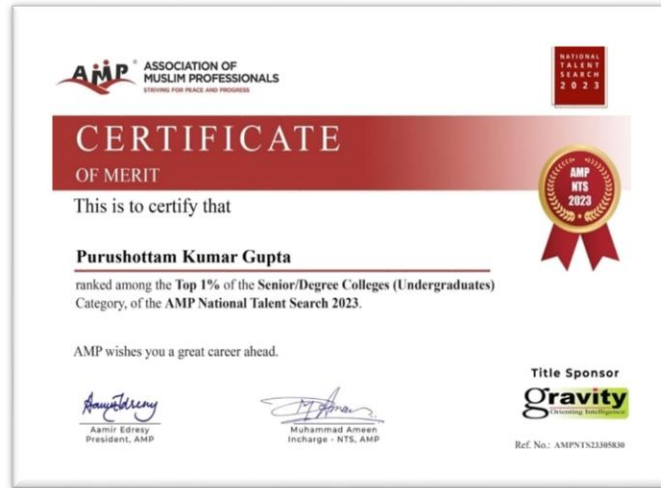 AMP
ASSOCIATION OF
MUSLIM PROFESSIONALS
STRIVING FOR PEACE AND PROGRESS
NATIONAL
TALENT
SEARCH
2023
CERTIFICATE
OF MERIT
AMP
NTS
2023
This is to certify that
Purushottam Kumar Gupta
ranked among the Top 1% of the Senior/Degree Colleges (Undergraduates)
Category, of the AMP National Talent Search 2023.
AMP wishes you a great career ahead.
Aamir Edresy
President, AMP
Muhammad Ameen
Incharge - NTS, AMP
Title Sponsor
Gravity
Orienting Intelligence
Ref. No.: AMPNTS23305830